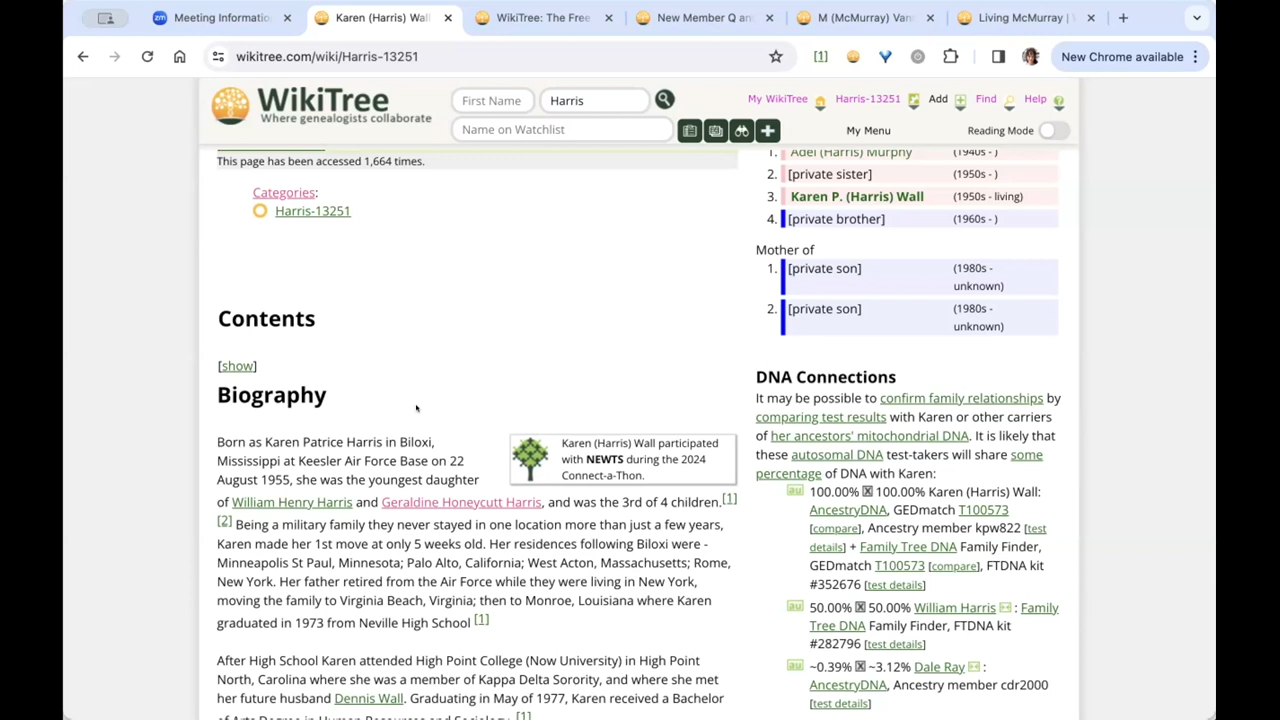 Meeting Informatio
Karen (Harris) Wall
WikiTree: The Free
New Member Q an
M (McMurray) Van
Living McMurray | W
wikitree.com/wiki/Harris-13251
[1]
New Chrome available
WikiTree
Where genealogists collaborate
First Name
Harris
My WikiTree
Harris-13251
Add
Find
Help
Name on Watchlist
My Menu
Reading Mode
This page has been accessed 1,664 times.
Categories:
Harris-13251
Contents
[show]
Biography
Born as Karen Patrice Harris in Biloxi,
Mississippi at Keesler Air Force Base on 22
August 1955, she was the youngest daughter
of William Henry Harris and Geraldine Honeycutt Harris, and was the 3rd of 4 children.[1]
[2] Being a military family they never stayed in one location more than just a few years,
Karen made her 1st move at only 5 weeks old. Her residences following Biloxi were -
Minneapolis St Paul, Minnesota; Palo Alto, California; West Acton, Massachusetts; Rome,
New York. Her father retired from the Air Force while they were living in New York,
moving the family to Virginia Beach, Virginia; then to Monroe, Louisiana where Karen
graduated in 1973 from Neville High School [1]
After High School Karen attended High Point College (Now University) in High Point
North, Carolina where she was a member of Kappa Delta Sorority, and where she met
her future husband Dennis Wall. Graduating in May of 1977, Karen received a Bachelor
of Arts Degree in Human Resources and Sociology. [1]
Karen (Harris) Wall participated
with NEWTS during the 2024
Connect-a-Thon.
1. Adel (Harris) Murphy (1940s - )
2. [private sister] (1950s - )
3. Karen P. (Harris) Wall (1950s - living)
4. [private brother] (1960s - )
Mother of
1. [private son] (1980s -
unknown)
2. [private son] (1980s -
unknown)
DNA Connections
It may be possible to confirm family relationships by
comparing test results with Karen or other carriers
of her ancestors' mitochondrial DNA. It is likely that
these autosomal DNA test-takers will share some
percentage of DNA with Karen:
au 100.00% 100.00% Karen (Harris) Wall:
AncestryDNA, GEDmatch T100573
[compare], Ancestry member kpw822 [test
details] + Family Tree DNA Family Finder,
GEDmatch T100573 [compare], FTDNA kit
#352676 [test details]
au 50.00% 50.00% William Harris : Family
Tree DNA Family Finder, FTDNA kit
#282796 [test details]
au ~0.39% ~3.12% Dale Ray :
AncestryDNA, Ancestry member cdr2000
[test details]